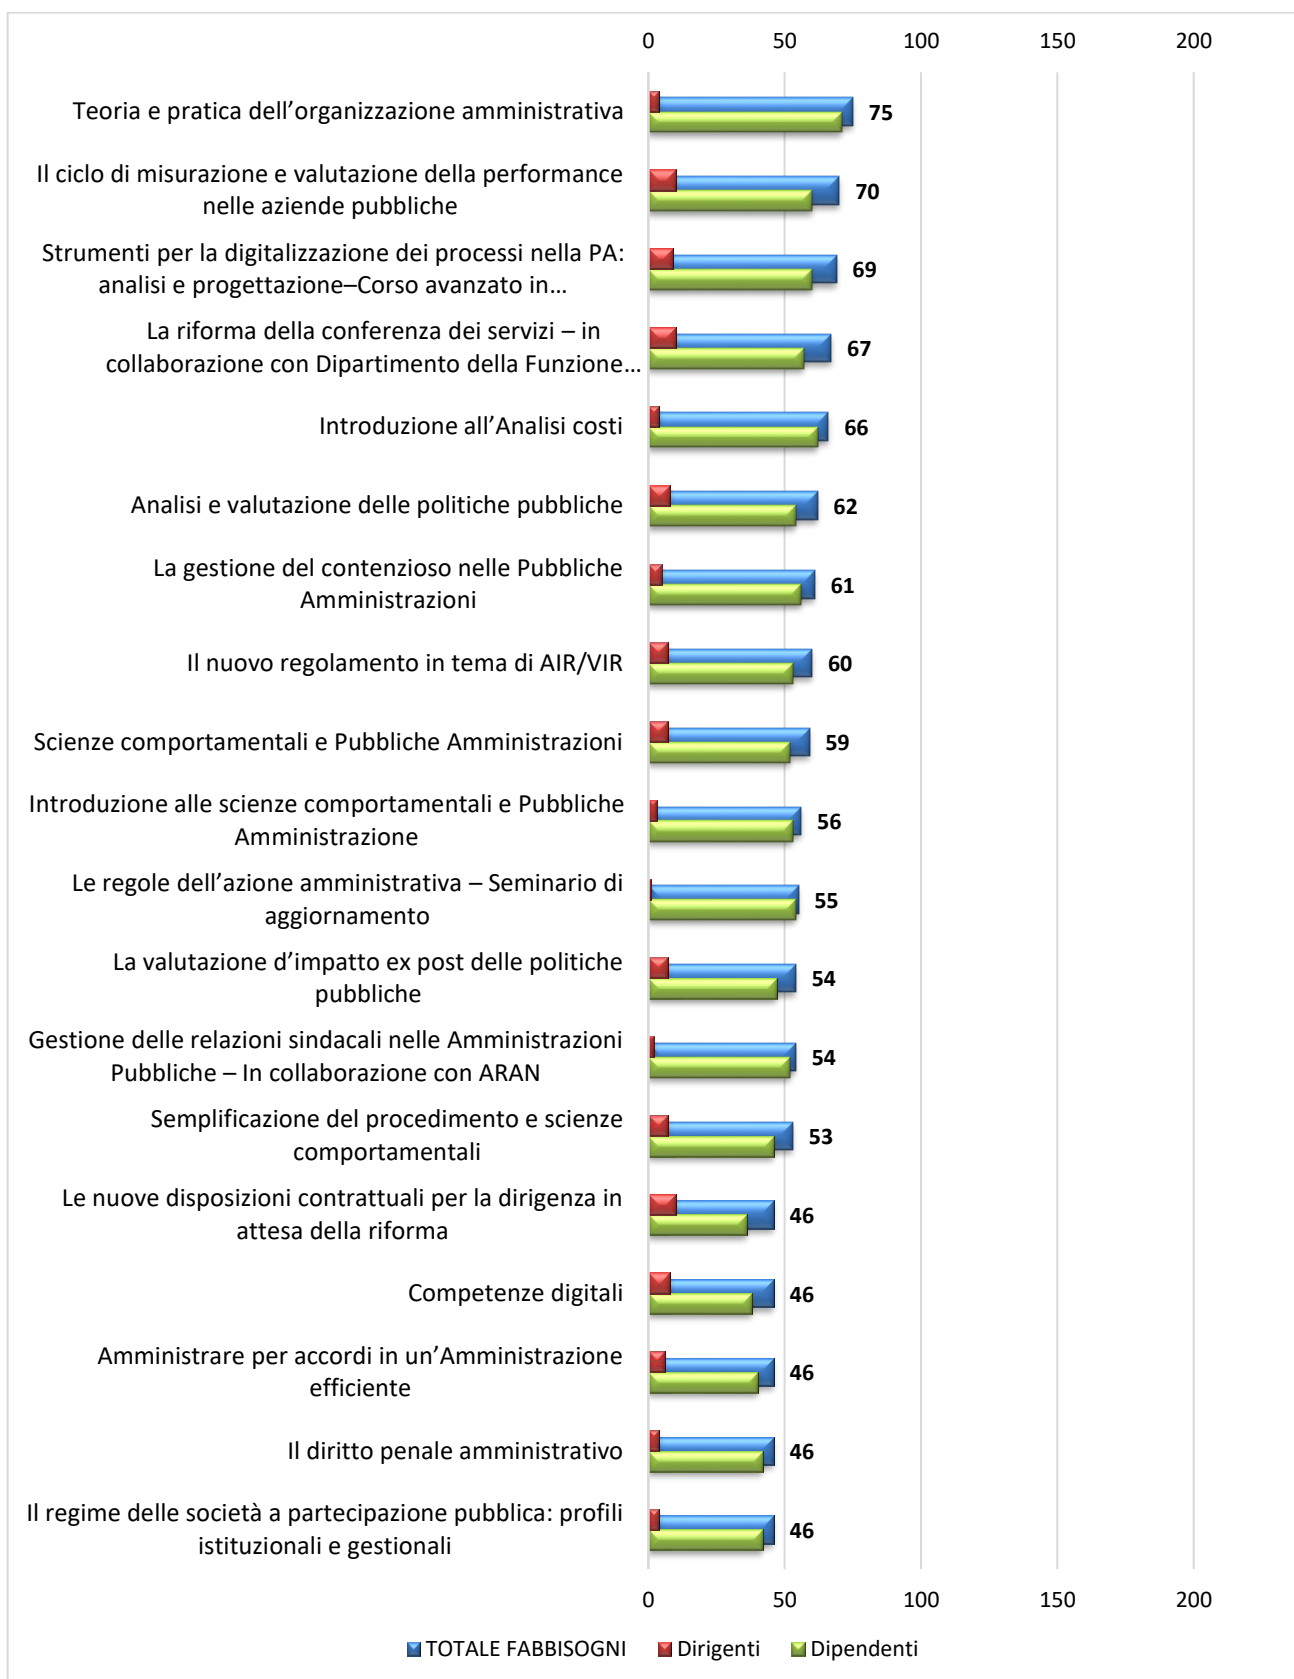 0 50 100 150 200
Teoria e pratica dell’organizzazione amministrativa 75
Il ciclo di misurazione e valutazione della performance
nelle aziende pubbliche 70
Strumenti per la digitalizzazione dei processi nella PA:
analisi e progettazione–Corso avanzato in… 69
La riforma della conferenza dei servizi – in
collaborazione con Dipartimento della Funzione… 67
Introduzione all’Analisi costi 66
Analisi e valutazione delle politiche pubbliche 62
La gestione del contenzioso nelle Pubbliche
Amministrazioni 61
Il nuovo regolamento in tema di AIR/VIR 60
Scienze comportamentali e Pubbliche Amministrazioni 59
Introduzione alle scienze comportamentali e Pubbliche
Amministrazione 56
Le regole dell’azione amministrativa – Seminario di
aggiornamento 55
La valutazione d’impatto ex post delle politiche
pubbliche 54
Gestione delle relazioni sindacali nelle Amministrazioni
Pubbliche – In collaborazione con ARAN 54
Semplificazione del procedimento e scienze
comportamentali 53
Le nuove disposizioni contrattuali per la dirigenza in
attesa della riforma 46
Competenze digitali 46
Amministrare per accordi in un’Amministrazione
efficiente 46
Il diritto penale amministrativo 46
Il regime delle società a partecipazione pubblica: profili
istituzionali e gestionali 46
0 50 100 150 200
TOTALE FABBISOGNI Dirigenti Dipendenti